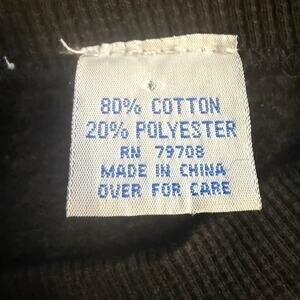 80% COTTON
20% POLYESTER
RN 79708
MADE IN CHINA
OVER FOR CARE